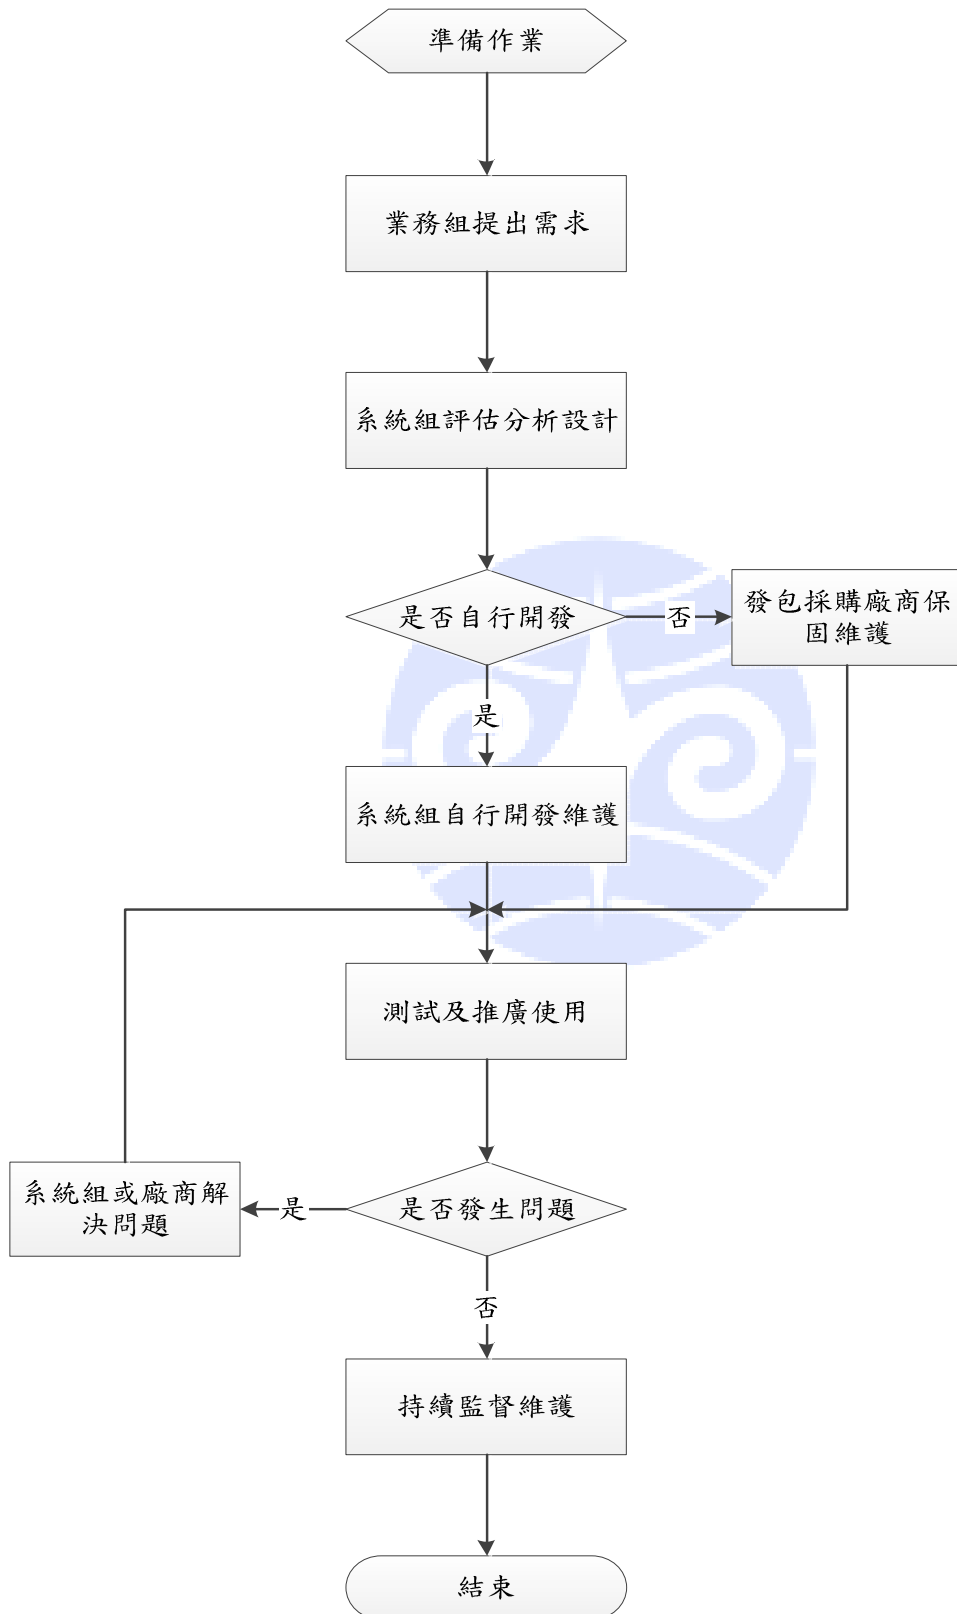 準備作業
業務組提出需求
系統組評估分析設計
是否自行開發
否
發包採購廠商保
固維護
是
系統組自行開發維護
測試及推廣使用
系統組或廠商解
決問題
是
是否發生問題
否
持續監督維護
結束